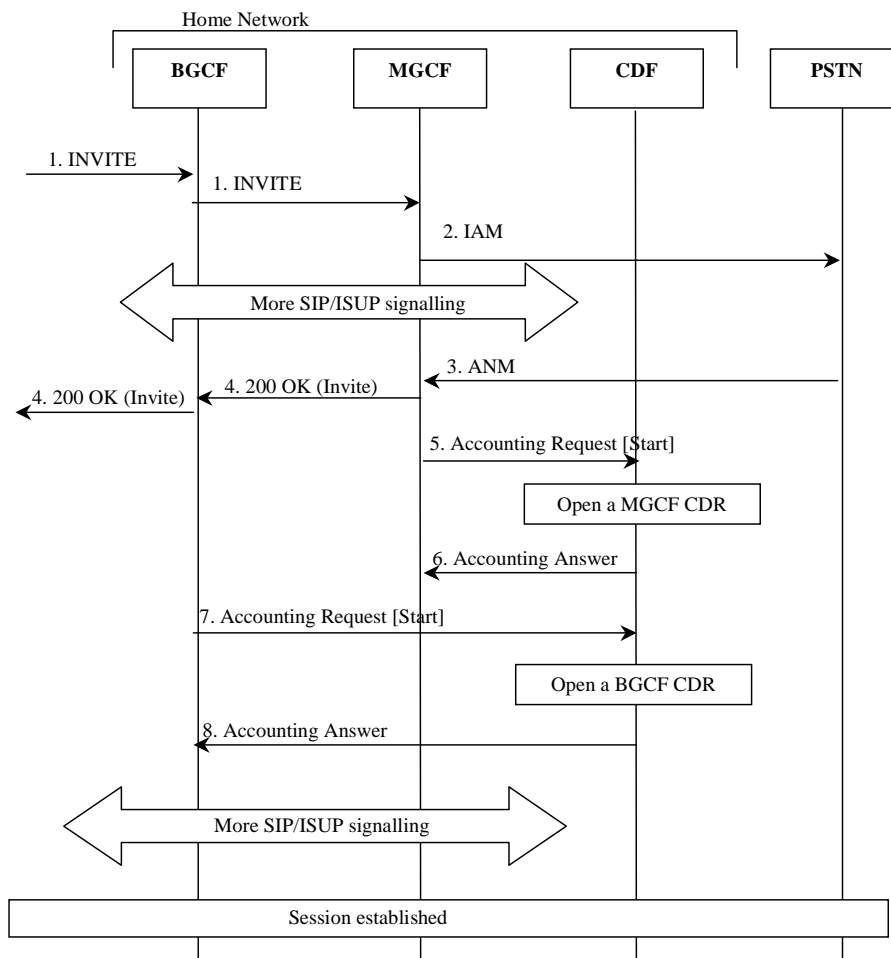 Home Network
BGCF
MGCF
CDF
PSTN
1. INVITE
1. INVITE
2. IAM
More SIP/ISUP signalling
3. ANM
4. 200 OK (Invite)
4. 200 OK (Invite)
5. Accounting Request [Start]
Open a MGCF CDR
6. Accounting Answer
7. Accounting Request [Start]
Open a BGCF CDR
8. Accounting Answer
More SIP/ISUP signalling
Session established